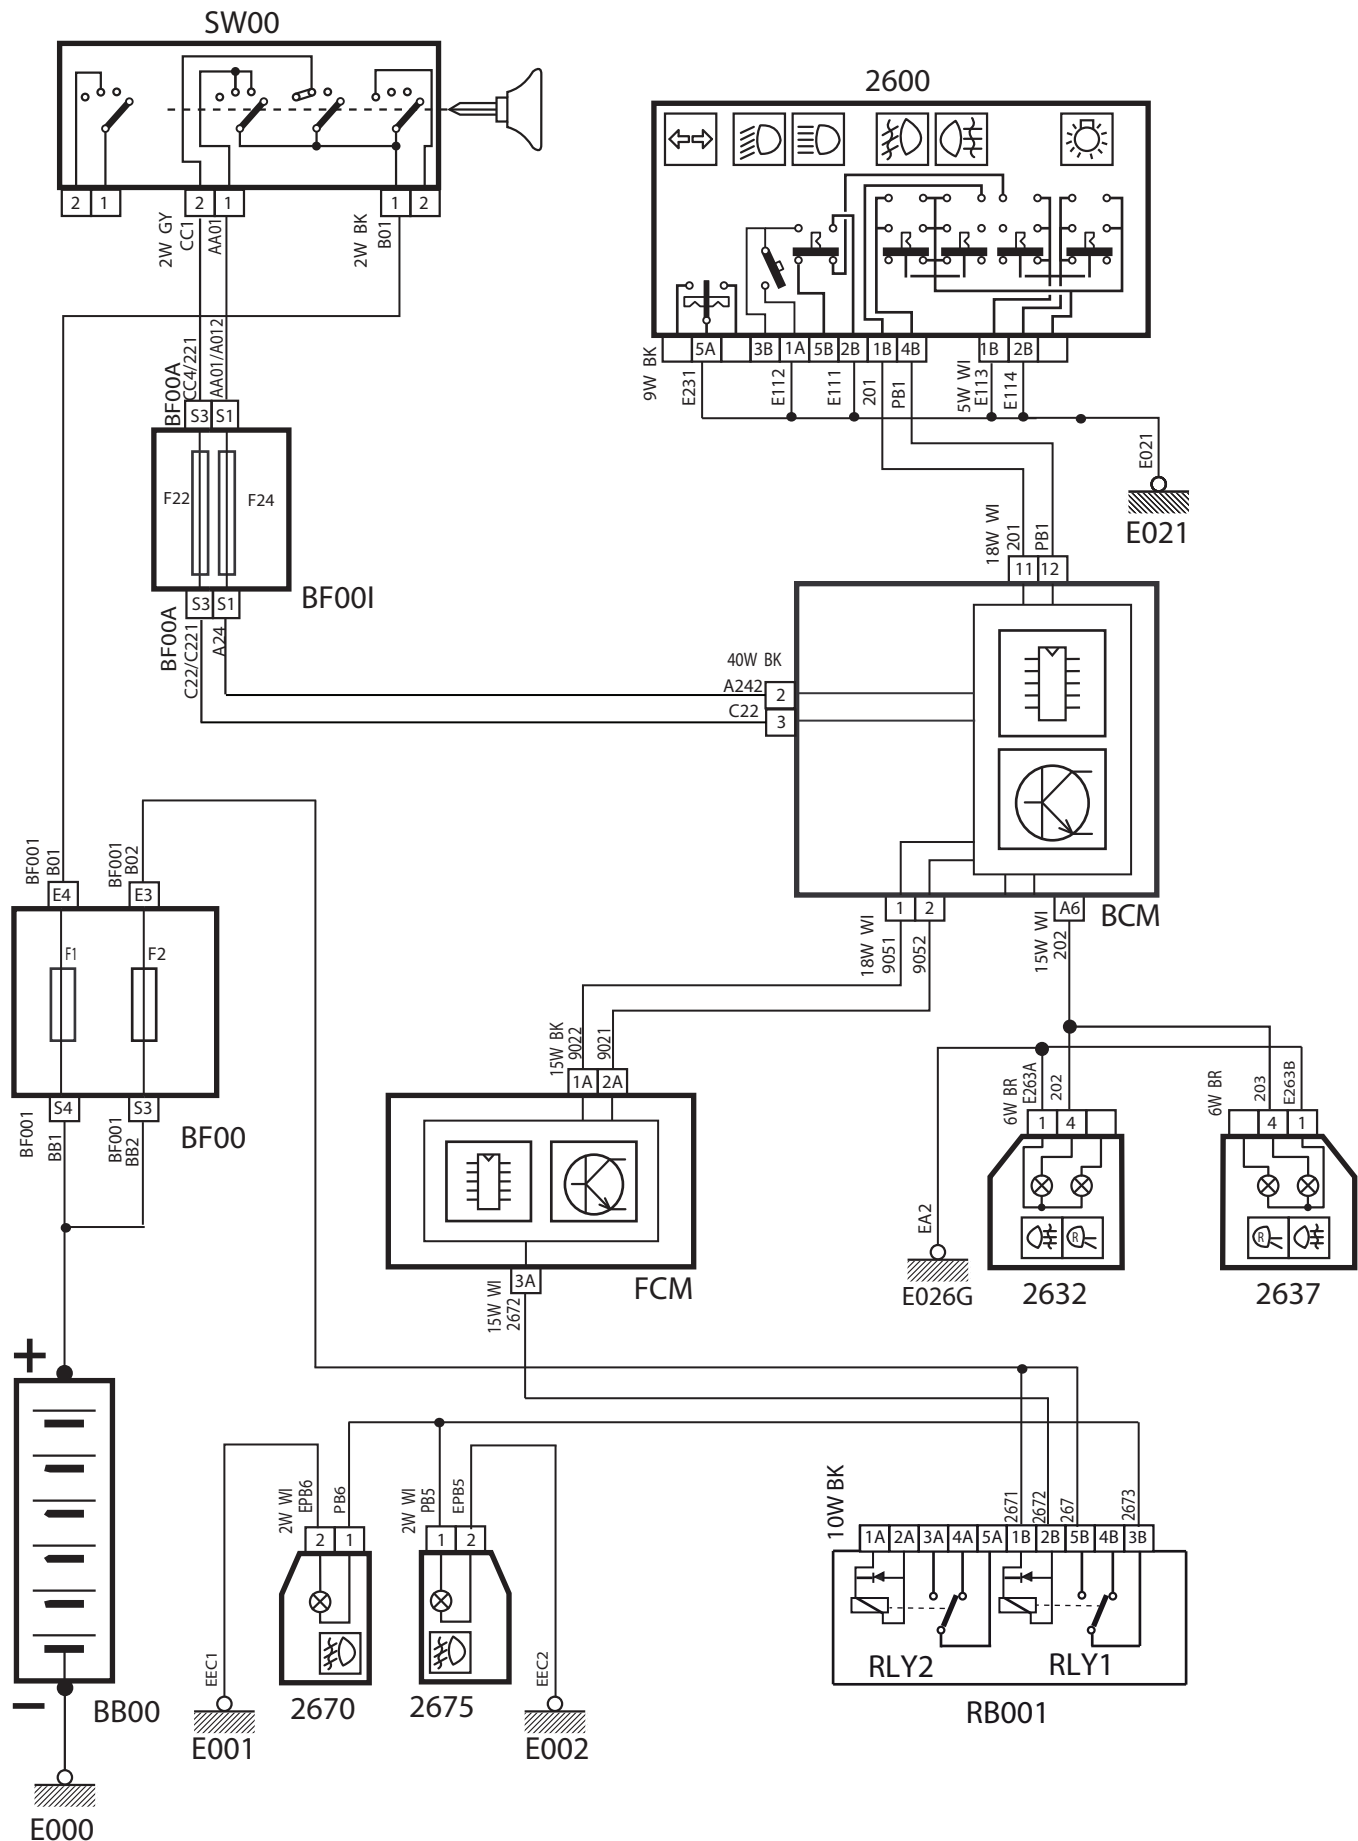 SW00
2 1 2 1 1 2
2W GY
CC1
AA01
2W BK
B01
2600
5A 3B 1A 5B 2B 1B 4B 1B 2B
9W BK
E231
E112
E111
201
PB1
5W WI
E113
E114
E021
E021
BF00A
CC4/221
AA01/A012
S3 S1
F22 F24
BF00I
S3 S1
BF00A
C22/C221
A24
18W WI
201
PB1
11 12
40W BK
A242 2
C22 3
BCM
1 2 A6
18W WI
9051
9052
15W WI
202
BF001
B01
BF001
B02
E4 E3
F1 F2
S4 S3
BF00
BF001
BB1
BF001
BB2
15W BK
9022
9021
1A 2A
FCM
3A
15W WI
2672
6W BR
E263A
202
1 4
6W BR
203
E263B
4 1
R R
EA2
E026G
2632
2637
+
−
BB00
E000
2W WI
EPB6
PB6
2W WI
PB5
EPB5
2 1 1 2
EEC1
EEC2
2670 2675
E001 E002
10W BK
2671
2672
267
2673
1A 2A 3A 4A 5A 1B 2B 5B 4B 3B
RLY2 RLY1
RB001